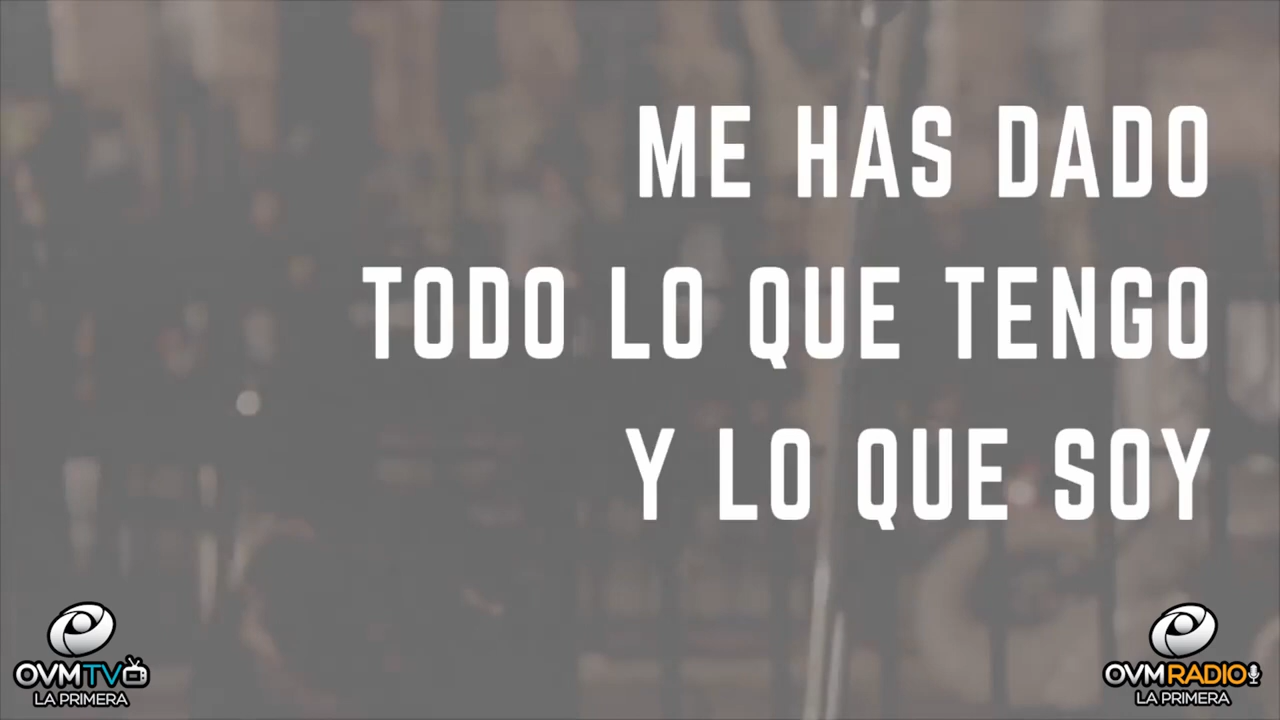 ME HAS DADO
TODO LO QUE TENGO
Y LO QUE SOY
OVMTV
LA PRIMERA
OVMRADIO
LA PRIMERA